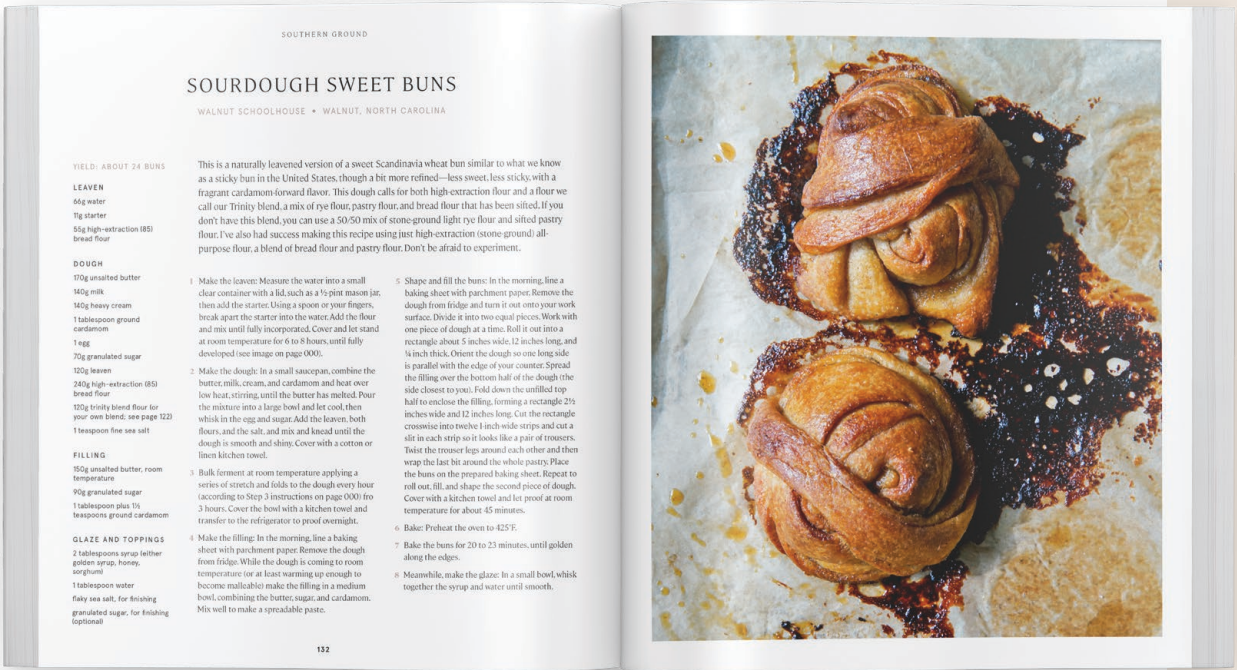 SOUTHERN GROUND
SOURDOUGH SWEET BUNS
WALNUT SCHOOLHOUSE • WALNUT, NORTH CAROLINA
YIELD: ABOUT 24 BUNS
LEAVEN
66g water
11g starter
55g high-extraction (85)
bread flour
DOUGH
170g unsalted butter
140g milk
140g heavy cream
1 tablespoon ground
cardamom
1 egg
70g granulated sugar
120g leaven
240g high-extraction (85)
bread flour
120g trinity blend flour (or
your own blend; see page 122)
1 teaspoon fine sea salt
FILLING
150g unsalted butter, room
temperature
90g granulated sugar
1 tablespoon plus 1½
teaspoons ground cardamom
GLAZE AND TOPPINGS
2 tablespoons syrup (either
golden syrup, honey,
sorghum)
1 tablespoon water
flaky sea salt, for finishing
granulated sugar, for finishing
(optional)
This is a naturally leavened version of a sweet Scandinavia wheat bun similar to what we know
as a sticky bun in the United States, though a bit more refined—less sweet, less sticky, with a
fragrant cardamom-forward flavor. This dough calls for both high-extraction flour and a flour we
call our Trinity blend, a mix of rye flour, pastry flour, and bread flour that has been sifted. If you
don't have this blend, you can use a 50/50 mix of stone-ground light rye flour and sifted pastry
flour. I've also had success making this recipe using just high-extraction (stone-ground) all-
purpose flour, a blend of bread flour and pastry flour. Don't be afraid to experiment.
1 Make the leaven: Measure the water into a small
clear container with a lid, such as a ½-pint mason jar,
then add the starter. Using a spoon or your fingers,
break apart the starter into the water. Add the flour
and mix until fully incorporated. Cover and let stand
at room temperature for 6 to 8 hours, until fully
developed (see image on page 000).
2 Make the dough: In a small saucepan, combine the
butter, milk, cream, and cardamom and heat over
low heat, stirring, until the butter has melted. Pour
the mixture into a large bowl and let cool, then
whisk in the egg and sugar. Add the leaven, both
flours, and the salt, and mix and knead until the
dough is smooth and shiny. Cover with a cotton or
linen kitchen towel.
3 Bulk ferment at room temperature applying a
series of stretch and folds to the dough every hour
(according to Step 3 instructions on page 000) fro
3 hours. Cover the bowl with a kitchen towel and
transfer to the refrigerator to proof overnight.
4 Make the filling: In the morning, line a baking
sheet with parchment paper. Remove the dough
from fridge. While the dough is coming to room
temperature (or at least warming up enough to
become malleable) make the filling in a medium
bowl, combining the butter, sugar, and cardamom.
Mix well to make a spreadable paste.
5 Shape and fill the buns: In the morning, line a
baking sheet with parchment paper. Remove the
dough from fridge and turn it out onto your work
surface. Divide it into two equal pieces. Work with
one piece of dough at a time. Roll it out into a
rectangle about 5 inches wide, 12 inches long, and
¼ inch thick. Orient the dough so one long side
is parallel with the edge of your counter. Spread
the filling over the bottom half of the dough (the
side closest to you). Fold down the unfilled top
half to enclose the filling, forming a rectangle 2½
inches wide and 12 inches long. Cut the rectangle
crosswise into twelve 1-inch-wide strips and cut a
slit in each strip so it looks like a pair of trousers.
Twist the trouser legs around each other and then
wrap the last bit around the whole pastry. Place
the buns on the prepared baking sheet. Repeat to
roll out, fill, and shape the second piece of dough.
Cover with a kitchen towel and let proof at room
temperature for about 45 minutes.
6 Bake: Preheat the oven to 425°F.
7 Bake the buns for 20 to 23 minutes, until golden
along the edges.
8 Meanwhile, make the glaze: In a small bowl, whisk
together the syrup and water until smooth.
132